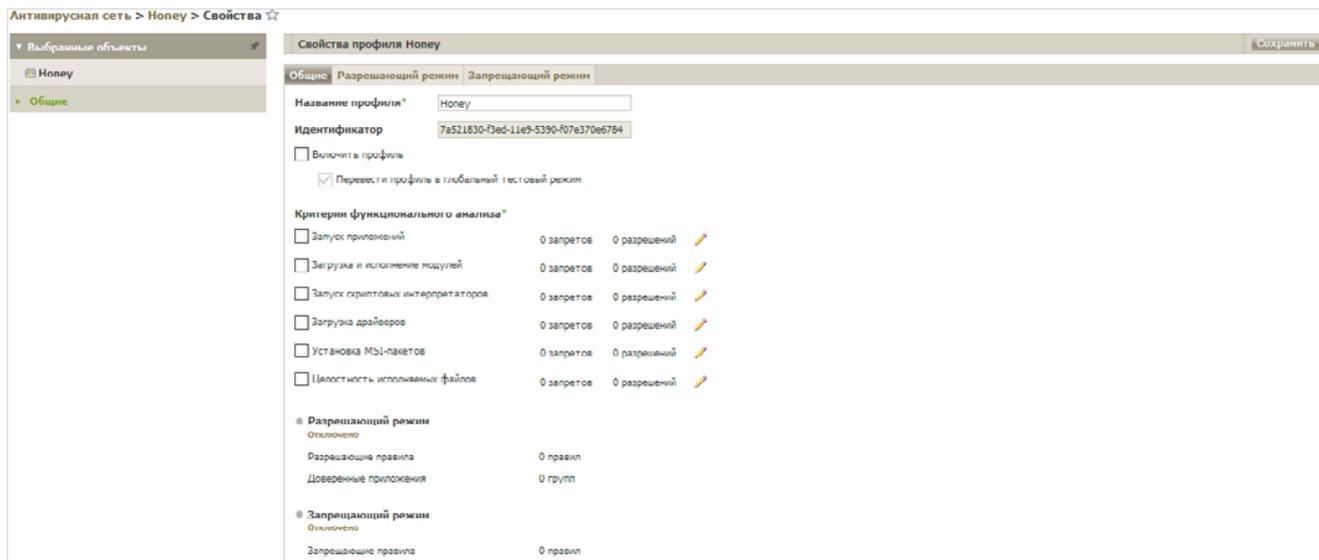 Антивирусная сеть > Honey > Свойства ☆
▼ Выбранные объекты
Honey
► Общие
Свойства профиля Honey
Сохранить
Общие Разрешающий режим Запрещающий режим
Название профиля* Honey
Идентификатор 7a521830-f3ed-11e9-5390-f07e370e6784
Включить профиль
Перевести профиль в глобальный тестовый режим
Критерии функционального анализа*
Запуск приложений 0 запретов 0 разрешений
Загрузка и исполнение модулей 0 запретов 0 разрешений
Запуск скриптовых интерпретаторов 0 запретов 0 разрешений
Загрузка драйверов 0 запретов 0 разрешений
Установка MSI-пакетов 0 запретов 0 разрешений
Целостность исполняемых файлов 0 запретов 0 разрешений
Разрешающий режим
Отключено
Разрешающие правила 0 правил
Доверенные приложения 0 групп
Запрещающий режим
Отключено
Запрещающие правила 0 правил